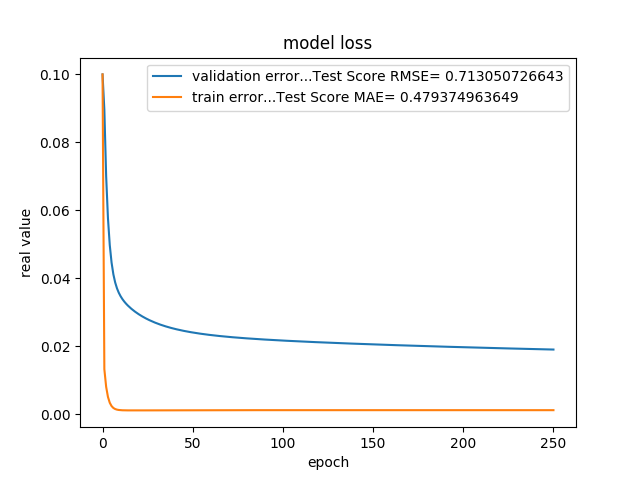 model loss
validation error...Test Score RMSE= 0.713050726643
train error...Test Score MAE= 0.479374963649
real value
0.10
0.08
0.06
0.04
0.02
0.00
0 50 100 150 200 250
epoch